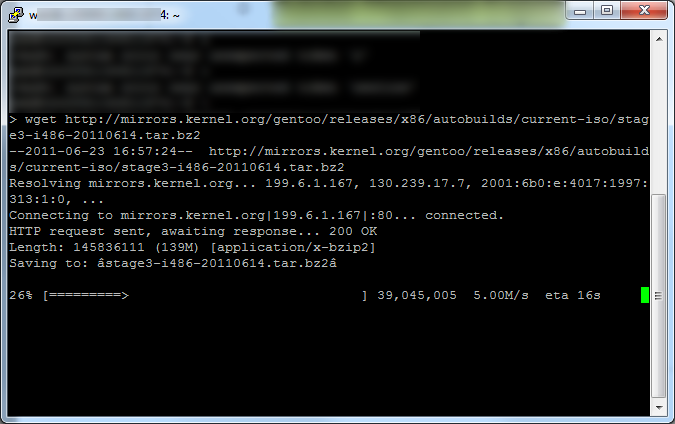 4: ~
> wget http://mirrors.kernel.org/gentoo/releases/x86/autobuilds/current-iso/stag
e3-i486-20110614.tar.bz2
--2011-06-23 16:57:24--  http://mirrors.kernel.org/gentoo/releases/x86/autobuild
s/current-iso/stage3-i486-20110614.tar.bz2
Resolving mirrors.kernel.org... 199.6.1.167, 130.239.17.7, 2001:6b0:e:4017:1997:
313:1:0, ...
Connecting to mirrors.kernel.org|199.6.1.167|:80... connected.
HTTP request sent, awaiting response... 200 OK
Length: 145836111 (139M) [application/x-bzip2]
Saving to: âstage3-i486-20110614.tar.bz2â
26% [=========>                              ] 39,045,005  5.00M/s  eta 16s